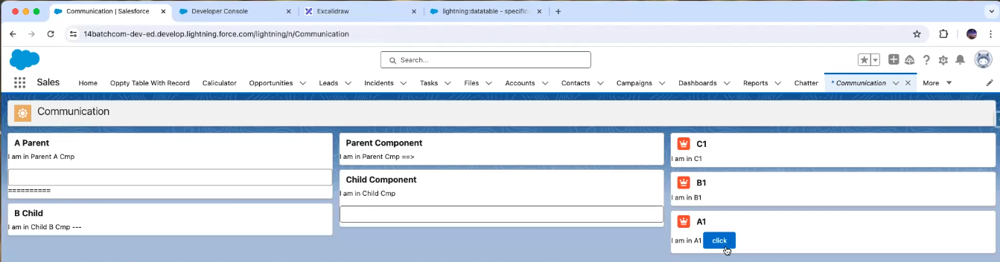 Communication | Salesforce
Developer Console
Excalidraw
lightning:datatable - specific
14batchcom-dev-ed.develop.lightning.force.com/lightning/n/Communication
Search...
Sales Home Oppty Table With Record Caliculator Opportunities Leads Incidents Tasks Files Accounts Contacts Campaigns Dashboards Reports Chatter * Communication More
Communication
A Parent
I am in Parent A Cmp
==========
B Child
I am in Child B Cmp ---
Parent Component
I am in Parent Cmp ==>
Child Component
I am in Child Cmp
C1
I am in C1
B1
I am in B1
A1
I am in A1 click